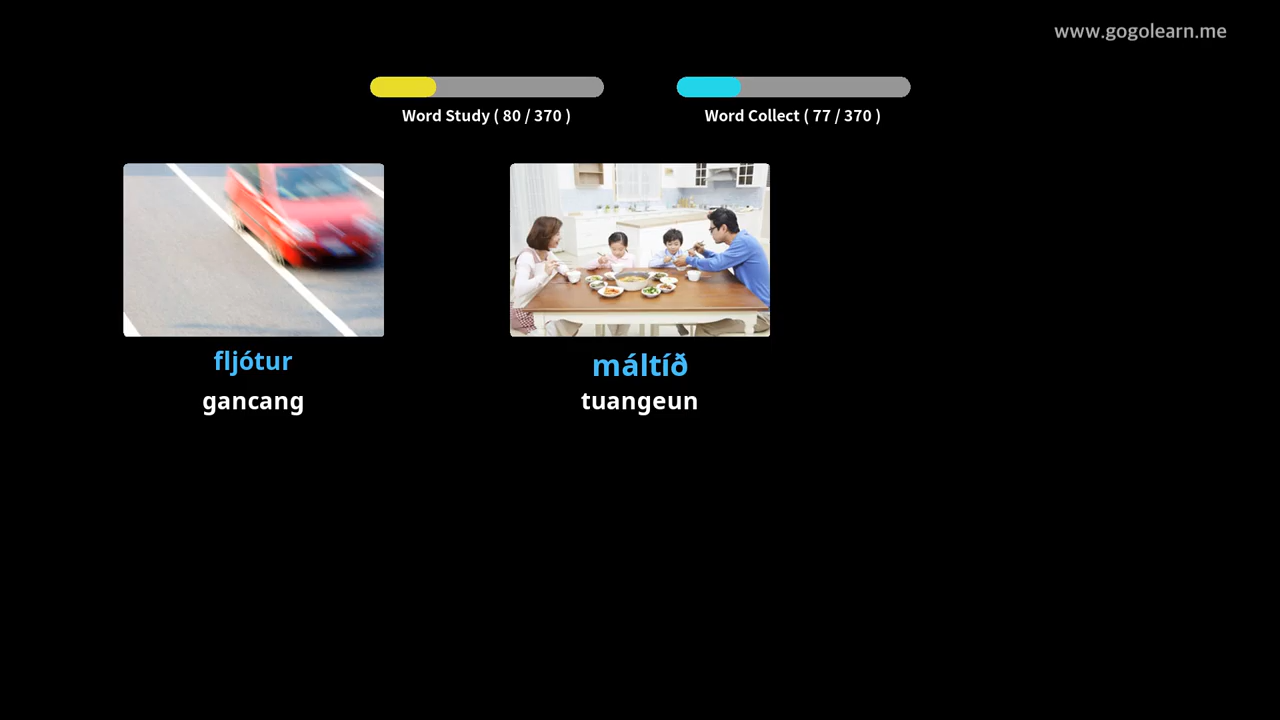 www.gogolearn.me
Word Study ( 80 / 370 )
Word Collect ( 77 / 370 )
fljótur
gancang
máltíð
tuangeun